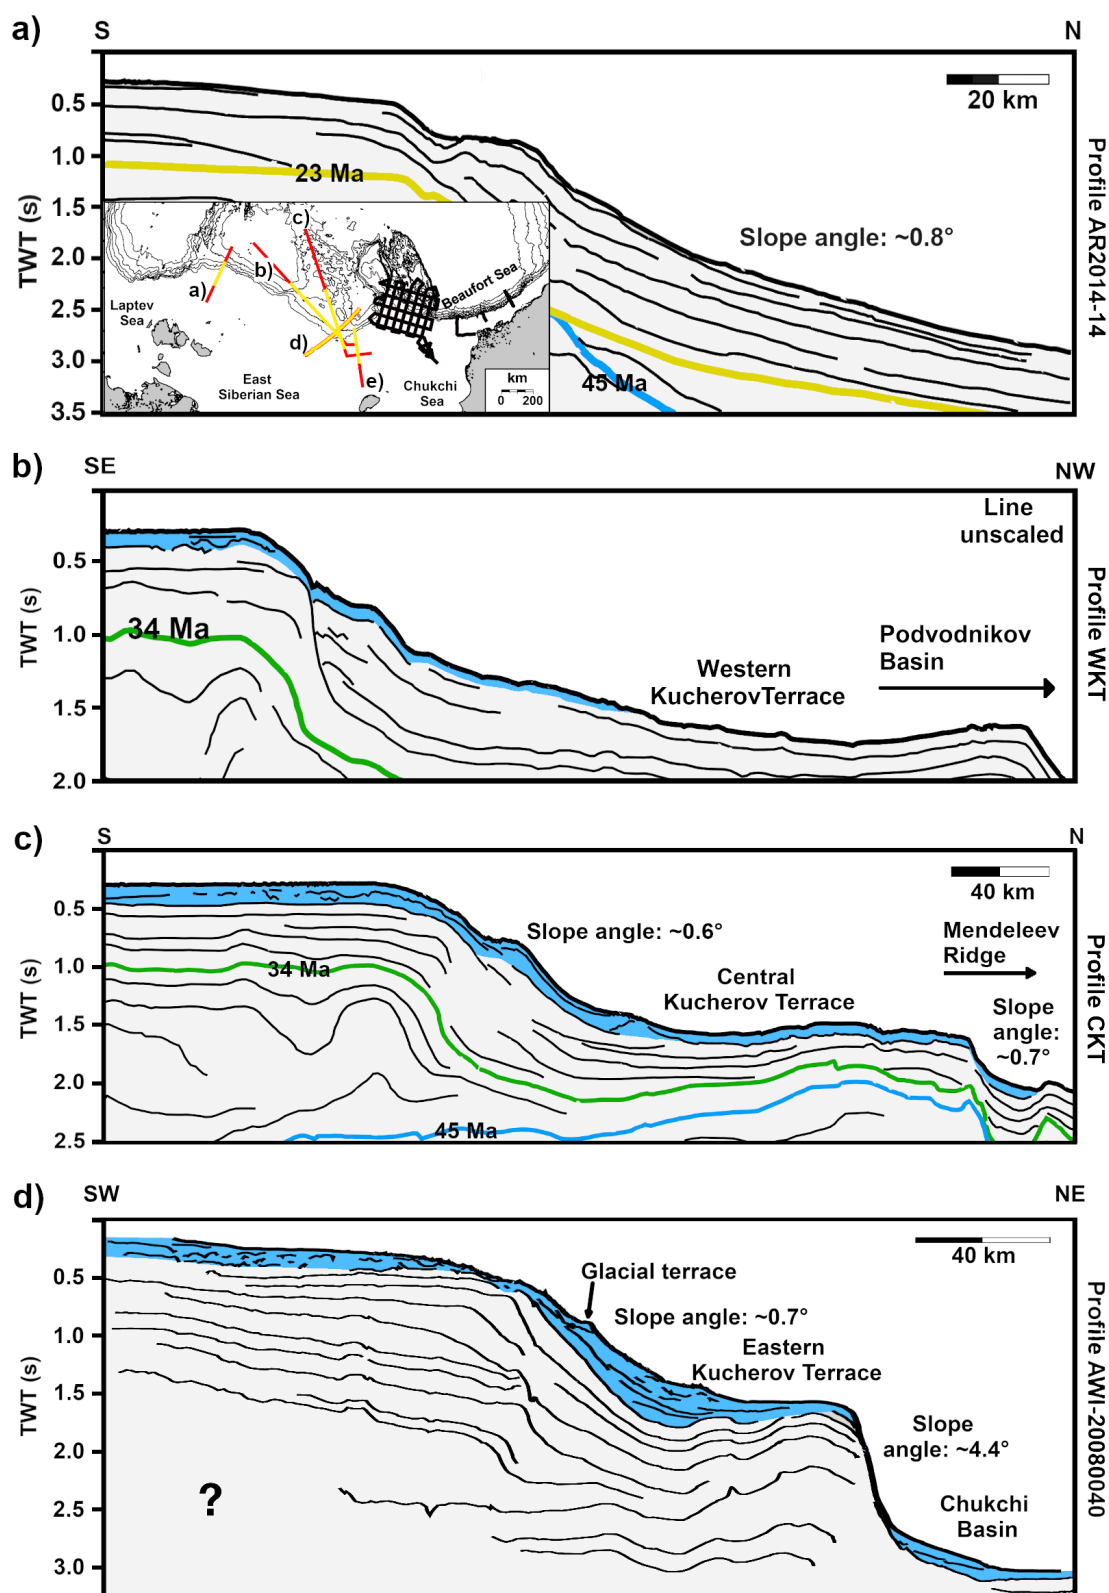 a)
S
N
20 km
0.5
1.0
1.5
2.0
2.5
3.0
3.5
TWT (s)
23 Ma
Slope angle: ~0.8°
45 Ma
Profile AR2014-14
a)
b)
c)
d)
e)
Laptev
Sea
East
Siberian Sea
Chukchi
Sea
Beaufort Sea
km
0 200
b)
SE
NW
Line
unscaled
0.5
1.0
1.5
2.0
TWT (s)
34 Ma
Western
KucherovTerrace
Podvodnikov
Basin
Profile WKT
c)
S
N
40 km
0.5
1.0
1.5
2.0
2.5
TWT (s)
34 Ma
45 Ma
Slope angle: ~0.6°
Central
Kucherov Terrace
Mendeleev
Ridge
Slope
angle:
~0.7°
Profile CKT
d)
SW
NE
40 km
0.5
1.0
1.5
2.0
2.5
3.0
TWT (s)
Glacial terrace
Slope angle: ~0.7°
Eastern
Kucherov Terrace
Slope
angle: ~4.4°
Chukchi
Basin
?
Profile AWI-20080040